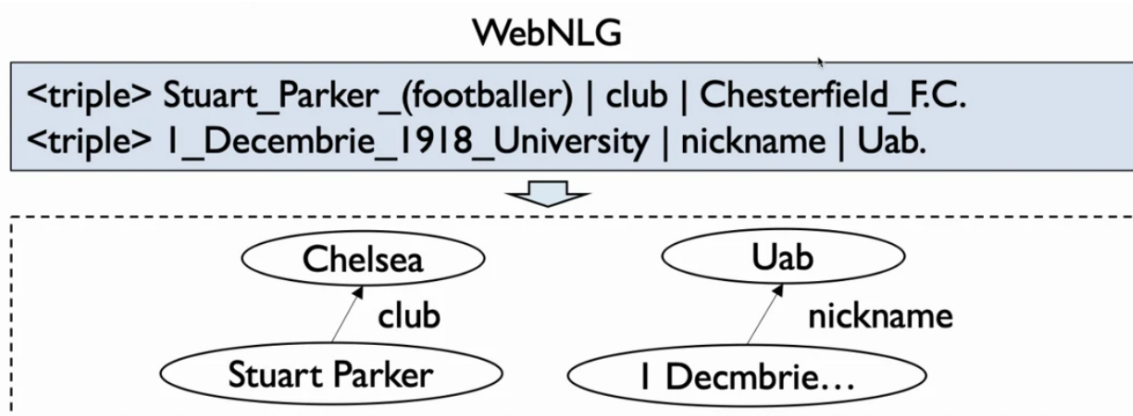 WebNLG
<triple> Stuart_Parker_(footballer) | club | Chesterfield_F.C.
<triple> 1_Decembrie_1918_University | nickname | Uab.
Chelsea
Uab
club
nickname
Stuart Parker
1 Decmbrie…